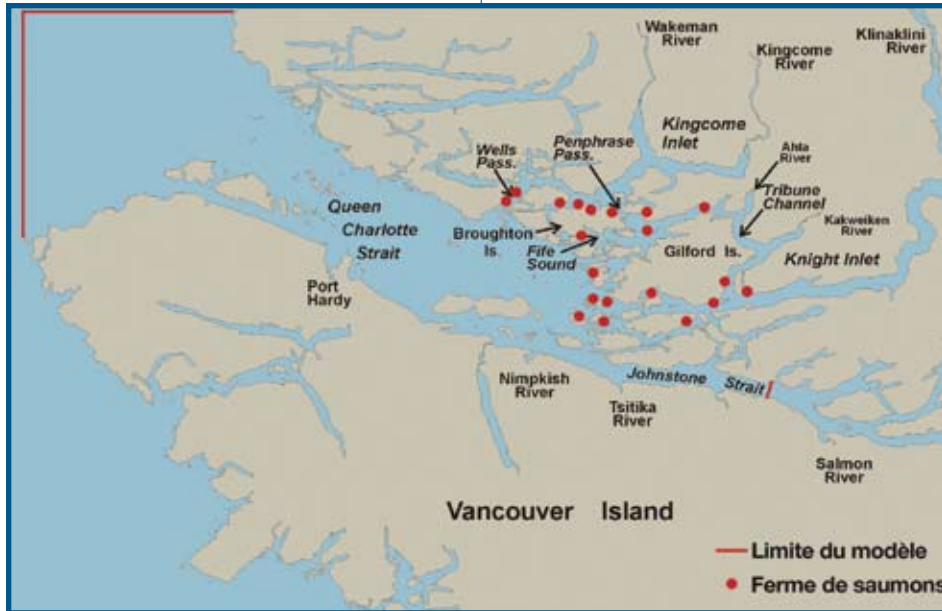 Wakeman
River
Klinaklini
River
Kingcome
River
Kingcome
Inlet
Penphrase
Pass.
Wells
Pass.
Ahla
River
Tribune
Channel
Kakweiken
River
Queen
Charlotte
Strait
Broughton
Is.
Fife
Sound
Gilford Is.
Knight Inlet
Port
Hardy
Johnstone Strait
Nimpkish
River
Tsitika
River
Salmon
River
Vancouver Island
Limite du modèle
Ferme de saumons